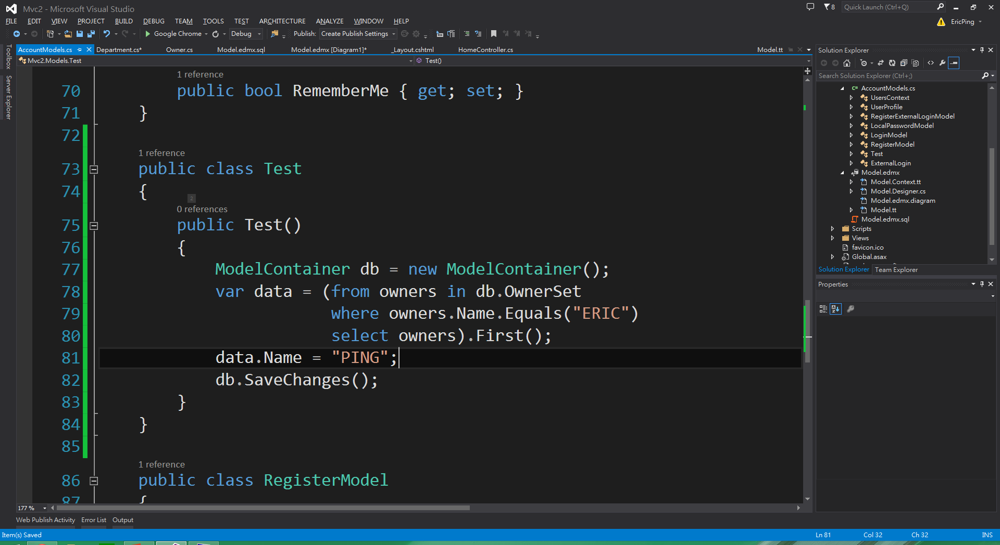 Mvc2 - Microsoft Visual Studio
8
Quick Launch (Ctrl+Q)
FILE EDIT VIEW PROJECT BUILD DEBUG TEAM TOOLS TEST ARCHITECTURE ANALYZE WINDOW HELP
EricPing
Google Chrome Debug Publish: Create Publish Settings
AccountModels.cs Department.cs* Owner.cs Model.edmx.sql Model.edmx [Diagram1]* _Layout.cshtml HomeController.cs Model.tt
Mvc2.Models.Test Test()
Toolbox
Server Explorer
1 reference
70 public bool RememberMe { get; set; }
71 }
72
1 reference
73 public class Test
74 {
2
0 references
75 public Test()
76 {
77 ModelContainer db = new ModelContainer();
78 var data = (from owners in db.OwnerSet
79 where owners.Name.Equals("ERIC")
80 select owners).First();
81 data.Name = "PING";
82 db.SaveChanges();
83 }
84 }
85
1 reference
86 public class RegisterModel
87 {
177 %
Solution Explorer
Search Solution Explorer (Ctrl+;)
C# AccountModels.cs
UsersContext
UserProfile
RegisterExternalLoginModel
LocalPasswordModel
LoginModel
RegisterModel
Test
ExternalLogin
Model.edmx
Model.Context.tt
Model.Designer.cs
Model.edmx.diagram
Model.tt
Model.edmx.sql
Scripts
Views
favicon.ico
Global.asax
Solution Explorer Team Explorer
Properties
Web Publish Activity Error List Output
Item(s) Saved Ln 81 Col 32 Ch 32 INS